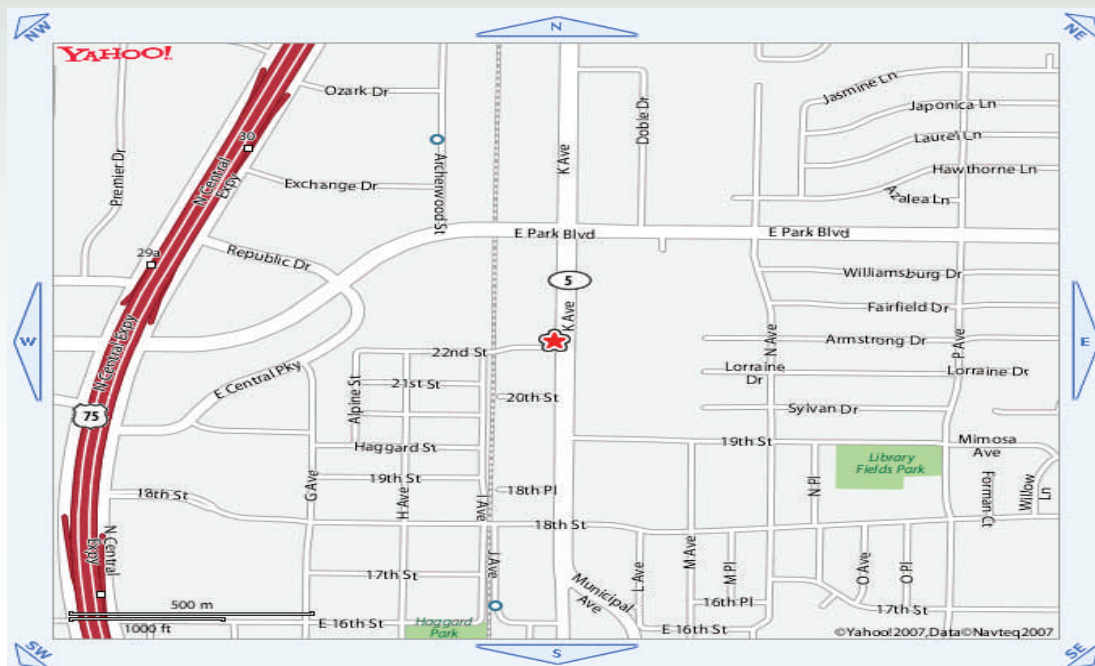 NW
N
NE
YAHOO!
Ozark Dr
Jasmine Ln
Japonica Ln
Doble Dr
30
Laurel Ln
K Ave
Archerwood St
Premier Dr
N Central
Expy
Exchange Dr
Hawthorne Ln
Azalea Ln
E Park Blvd
E Park Blvd
29a
Republic Dr
5
Williamsburg Dr
Fairfield Dr
K Ave
W
E
N Central Expy
22nd St
N Ave
Armstrong Dr
P Ave
E Central Pky
Alpine St
21st St
Lorraine
Dr
Lorraine Dr
20th St
Sylvan Dr
75
Haggard St
19th St
Mimosa
Ave
Library
Fields Park
19th St
G Ave
H Ave
I Ave
18th Pl
N Pl
Forman Ct
Willow
Ln
18th St
18th St
N Central
Expy
17th St
J Ave
Municipal
Ave
L Ave
M Ave
M Pl
O Ave
O Pl
16th Pl
17th St
500 m
1000 ft
E 16th St
Haggard
Park
E 16th St
©Yahoo!2007,Data©Navteq2007
SW
S
SE